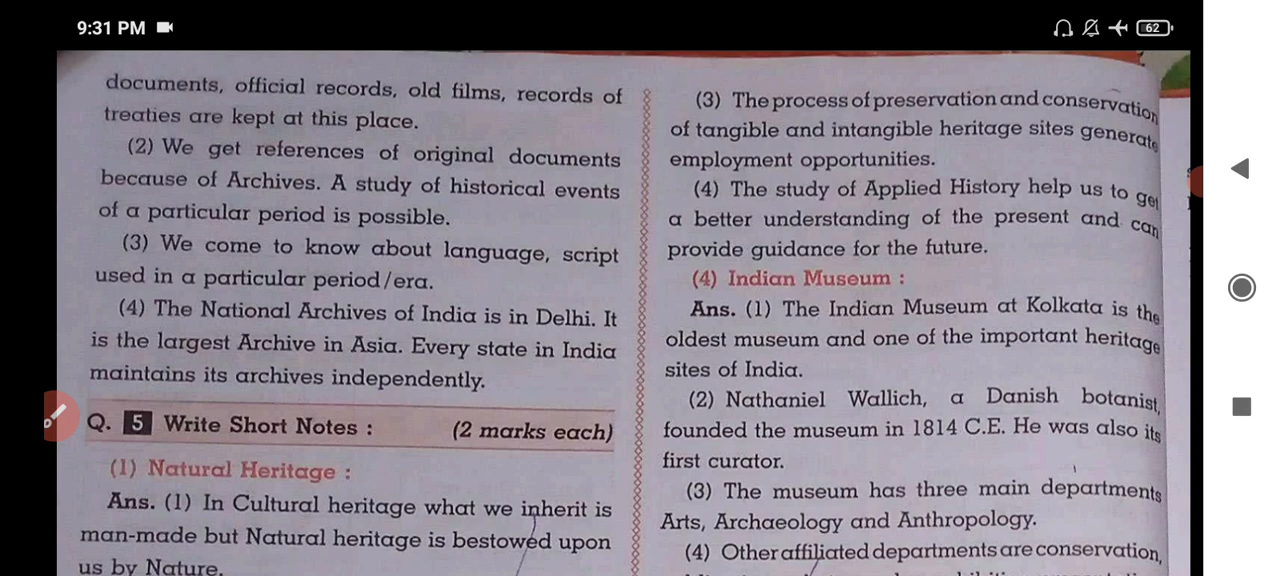 9:31 PM
62
documents, official records, old films, records of
treaties are kept at this place.
(2) We get references of original documents
because of Archives. A study of historical events
of a particular period is possible.
(3) We come to know about language, script
used in a particular period/era.
(4) The National Archives of India is in Delhi. It
is the largest Archive in Asia. Every state in India
maintains its archives independently.
Q. 5 Write Short Notes : (2 marks each)
(1) Natural Heritage :
Ans. (1) In Cultural heritage what we inherit is
man-made but Natural heritage is bestowed upon
us by Nature.
(3) The process of preservation and conservation
of tangible and intangible heritage sites generate
employment opportunities.
(4) The study of Applied History help us to get
a better understanding of the present and can
provide guidance for the future.
(4) Indian Museum :
Ans. (1) The Indian Museum at Kolkata is the
oldest museum and one of the important heritage
sites of India.
(2) Nathaniel Wallich, a Danish botanist,
founded the museum in 1814 C.E. He was also its
first curator.
(3) The museum has three main departments
Arts, Archaeology and Anthropology.
(4) Other affiliated departments are conservation,